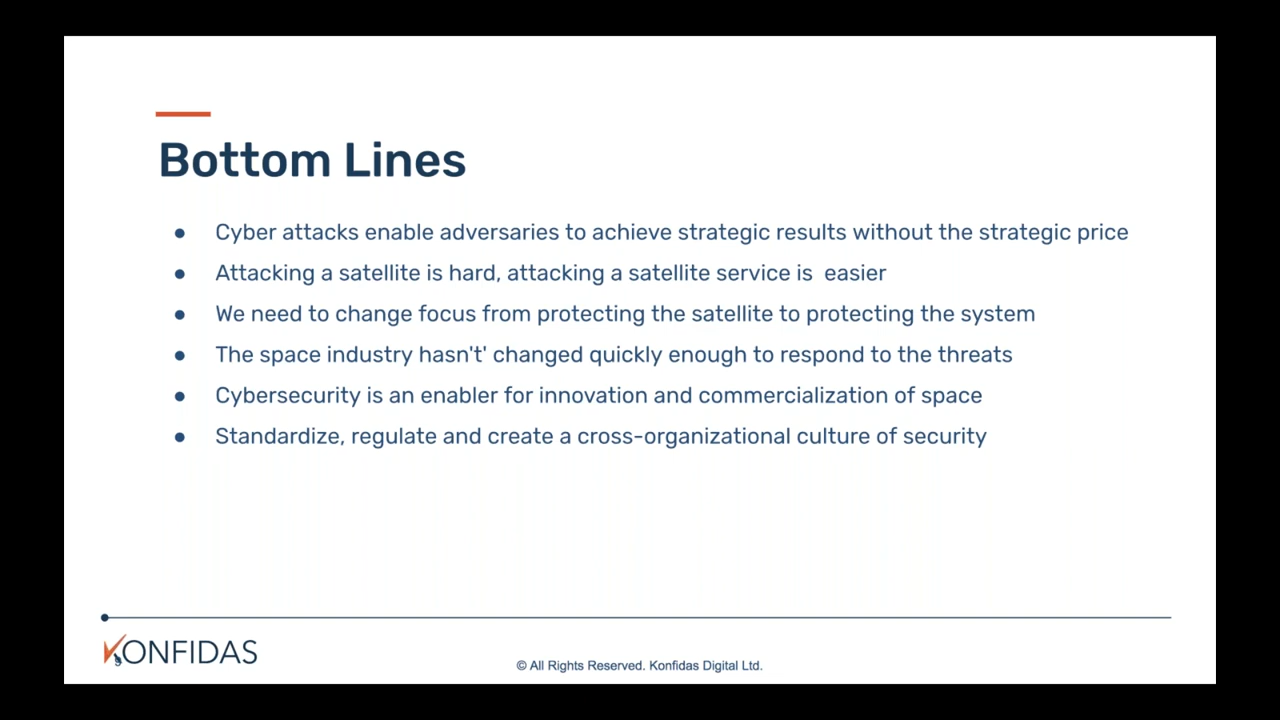 Bottom Lines
● Cyber attacks enable adversaries to achieve strategic results without the strategic price
● Attacking a satellite is hard, attacking a satellite service is  easier
● We need to change focus from protecting the satellite to protecting the system
● The space industry hasn't' changed quickly enough to respond to the threats
● Cybersecurity is an enabler for innovation and commercialization of space
● Standardize, regulate and create a cross-organizational culture of security
KONFIDAS
© All Rights Reserved. Konfidas Digital Ltd.